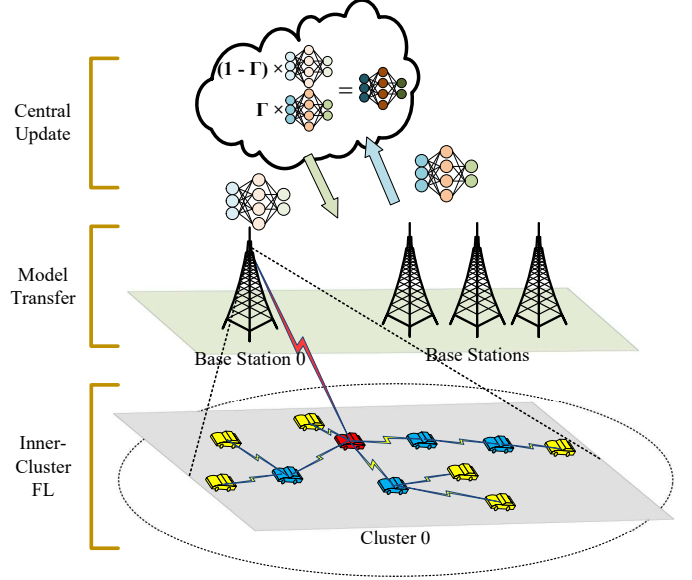 (1 - Γ) ×
=
Γ ×
Central
Update
Model
Transfer
Base Station 0
Base Stations
Inner-
Cluster
FL
Cluster 0